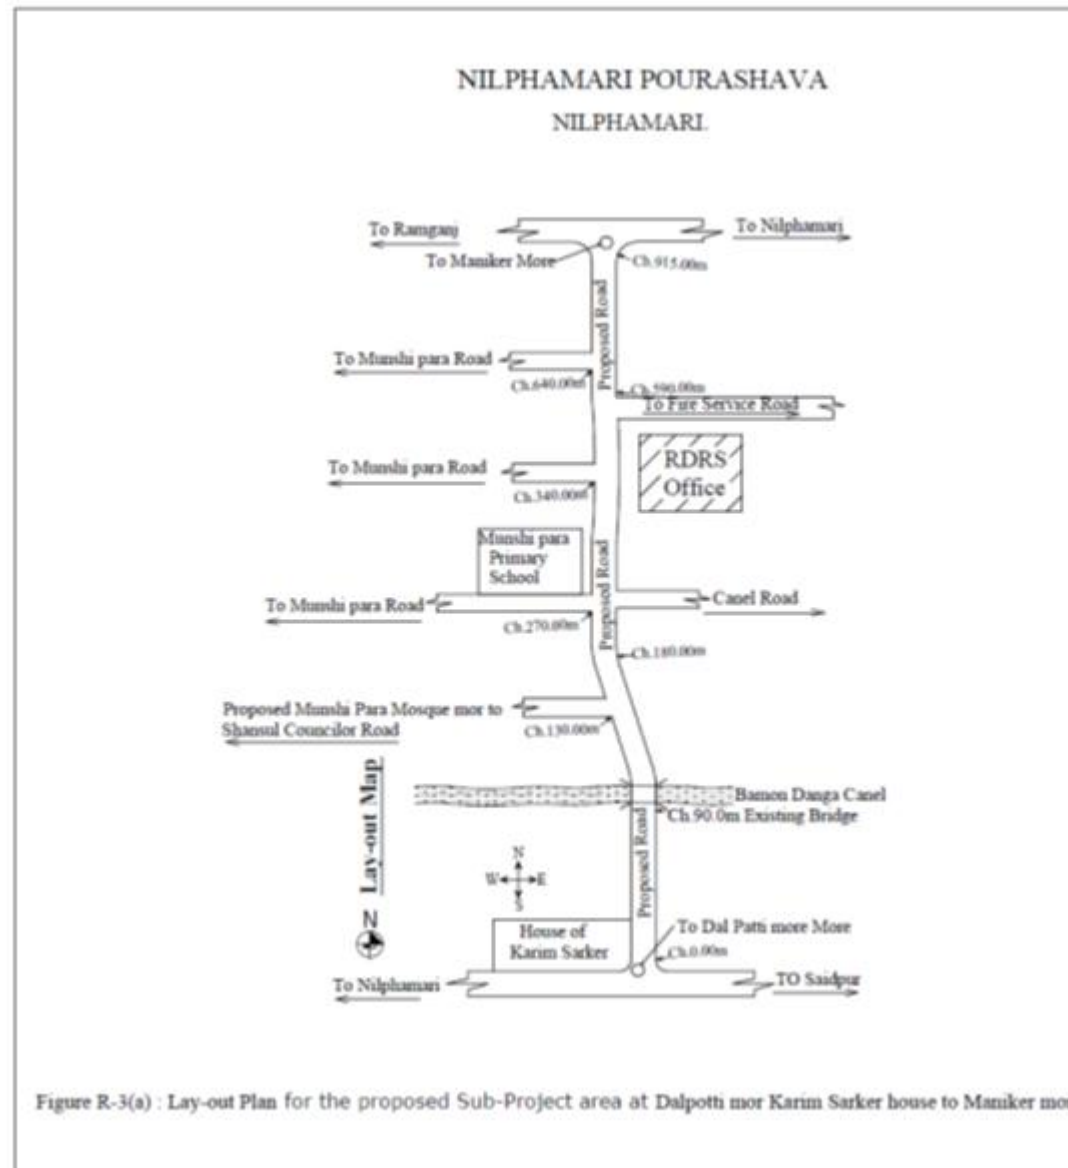 NILPHAMARI POURASHAVA
NILPHAMARI.
To Ramganj
To Nilphamari
To Maniker More
Ch.915.00m
Proposed Road
To Munshi para Road
Ch.640.00m
Ch.590.00m
To Fire Service Road
To Munshi para Road
Ch.340.00m
RDRS
Office
Munshi para
Primary
School
Proposed Road
To Munshi para Road
Canel Road
Ch.270.00m
Ch.180.00m
Proposed Munshi Para Mosque mor to
Shansul Councilor Road
Ch.130.00m
Lay-out Map
N
Bamon Danga Canel
Ch.90.0m Existing Bridge
Proposed Road
N
W E
S
House of
Karim Sarker
To Dal Patti more More
Ch.0.00m
To Nilphamari
TO Saidpur
Figure R-3(a) : Lay-out Plan for the proposed Sub-Project area at Dalpotti mor Karim Sarker house to Maniker mo